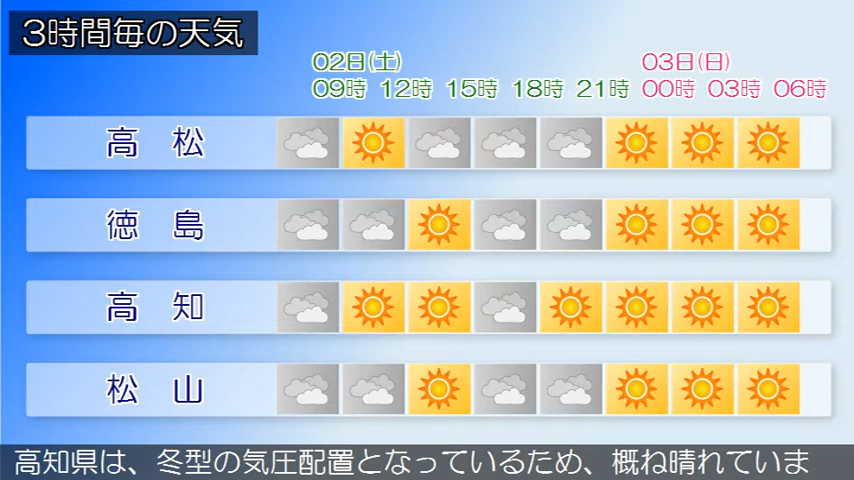 3時間毎の天気
02日(土) 03日(日)
09時 12時 15時 18時 21時 00時 03時 06時
高松
徳島
高知
松山
高知県は、冬型の気圧配置となっているため、概ね晴れていま